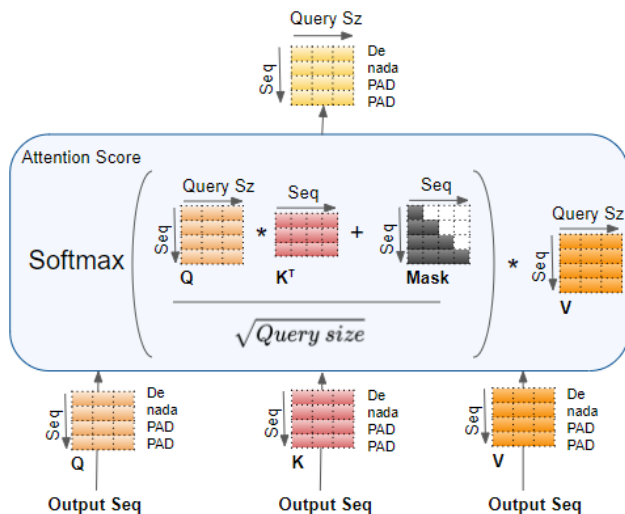 Query Sz
Seq
De
nada
PAD
PAD
Attention Score
Query Sz
Seq
Seq
Query Sz
Seq
Seq
Seq
Softmax
*
+
*
Q
Kᵀ
Mask
V
√Query size
Seq
De
nada
PAD
PAD
Q
Seq
De
nada
PAD
PAD
K
Seq
De
nada
PAD
PAD
V
Output Seq
Output Seq
Output Seq